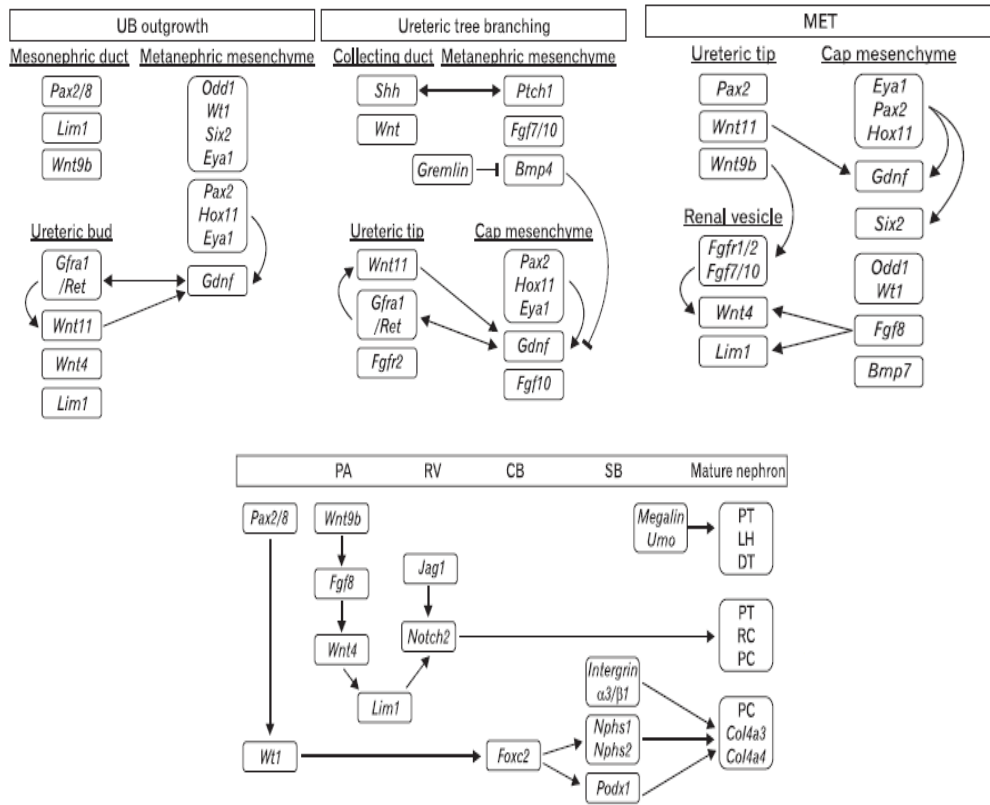 UB outgrowth
Mesonephric duct
Metanephric mesenchyme
Pax2/8
Lim1
Wnt9b
Odd1
Wt1
Six2
Eya1
Pax2
Hox11
Eya1
Ureteric bud
Gfra1
/Ret
Gdnf
Wnt11
Wnt4
Lim1
Ureteric tree branching
Collecting duct
Metanephric mesenchyme
Shh
Ptch1
Wnt
Fgf7/10
Gremlin
Bmp4
Ureteric tip
Cap mesenchyme
Wnt11
Gfra1
/Ret
Fgfr2
Pax2
Hox11
Eya1
Gdnf
Fgf10
MET
Ureteric tip
Cap mesenchyme
Pax2
Wnt11
Wnt9b
Eya1
Pax2
Hox11
Gdnf
Six2
Renal vesicle
Fgfr1/2
Fgf7/10
Wnt4
Lim1
Odd1
Wt1
Fgf8
Bmp7
PA
RV
CB
SB
Mature nephron
Pax2/8
Wnt9b
Fgf8
Wnt4
Lim1
Jag1
Notch2
Megalin
Umo
PT
LH
DT
PT
RC
PC
Intergrin
α3/β1
Wt1
Foxc2
Nphs1
Nphs2
Podx1
PC
Col4a3
Col4a4